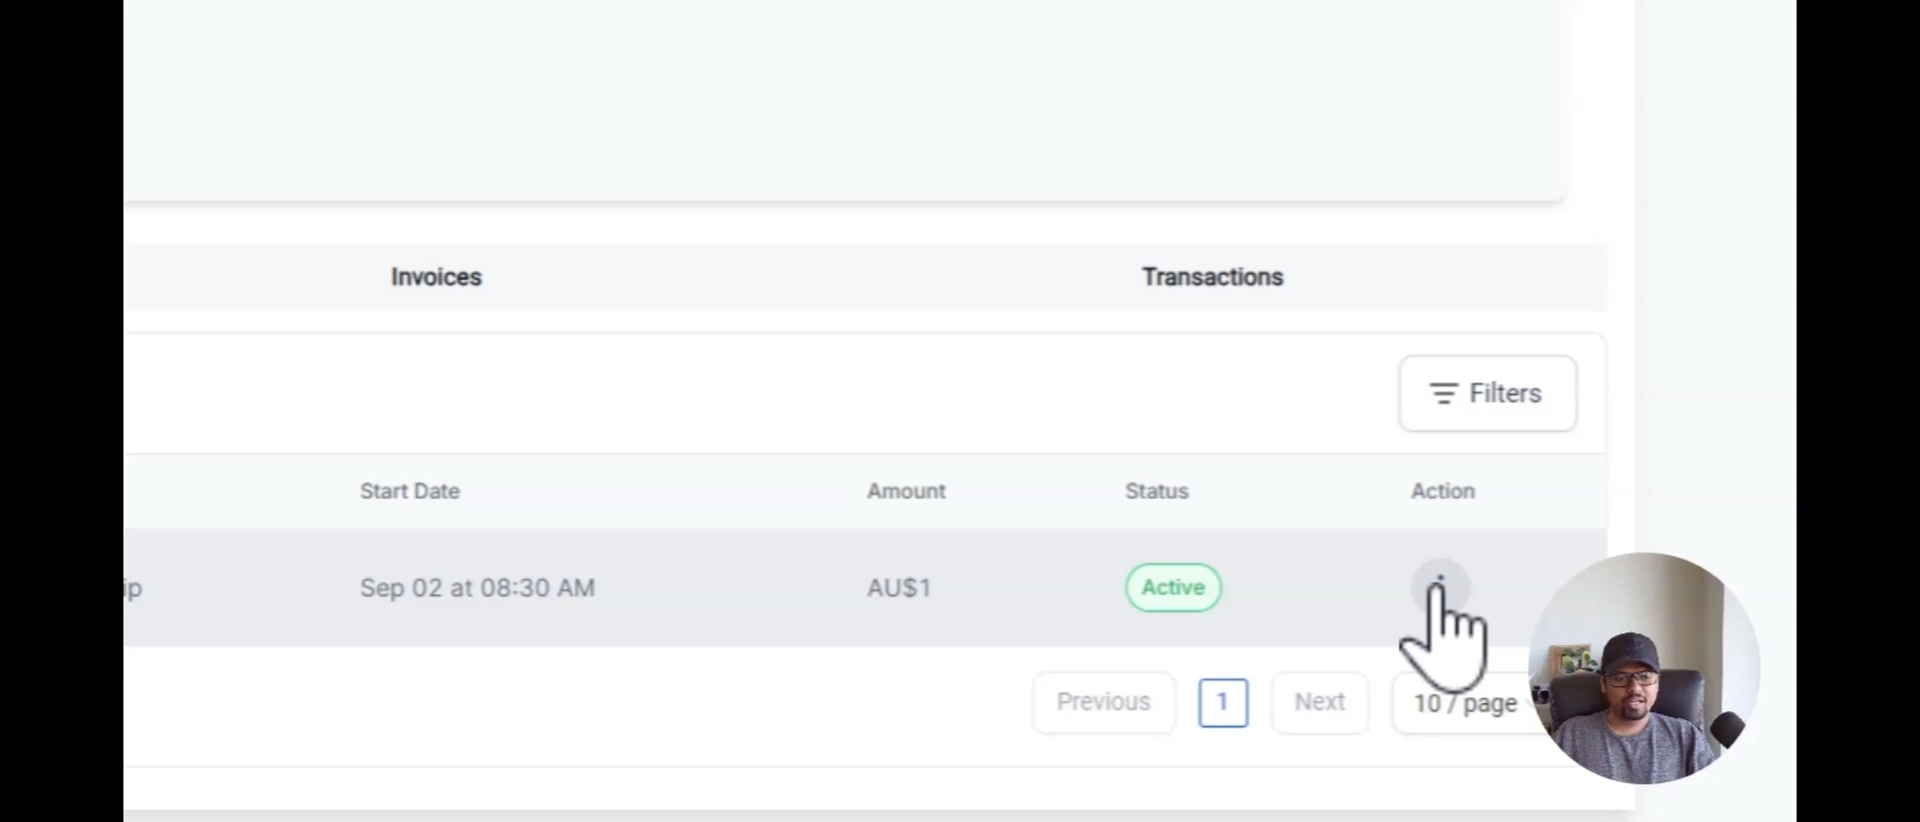 Invoices Transactions
Filters
Start Date Amount Status Action
ip Sep 02 at 08:30 AM AU$1 Active
Previous 1 Next 10 / page